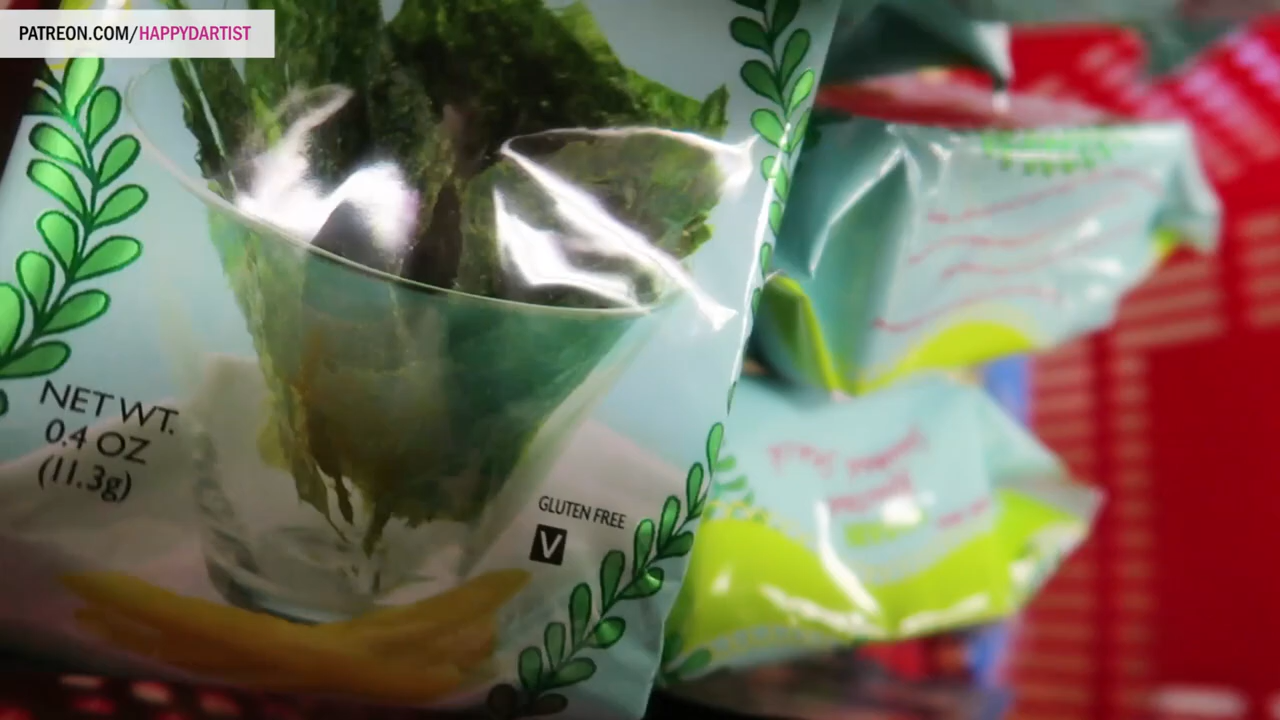 PATREON.COM/HAPPYDARTIST
NET WT.
0.4 OZ
(11.3g)
GLUTEN FREE
V